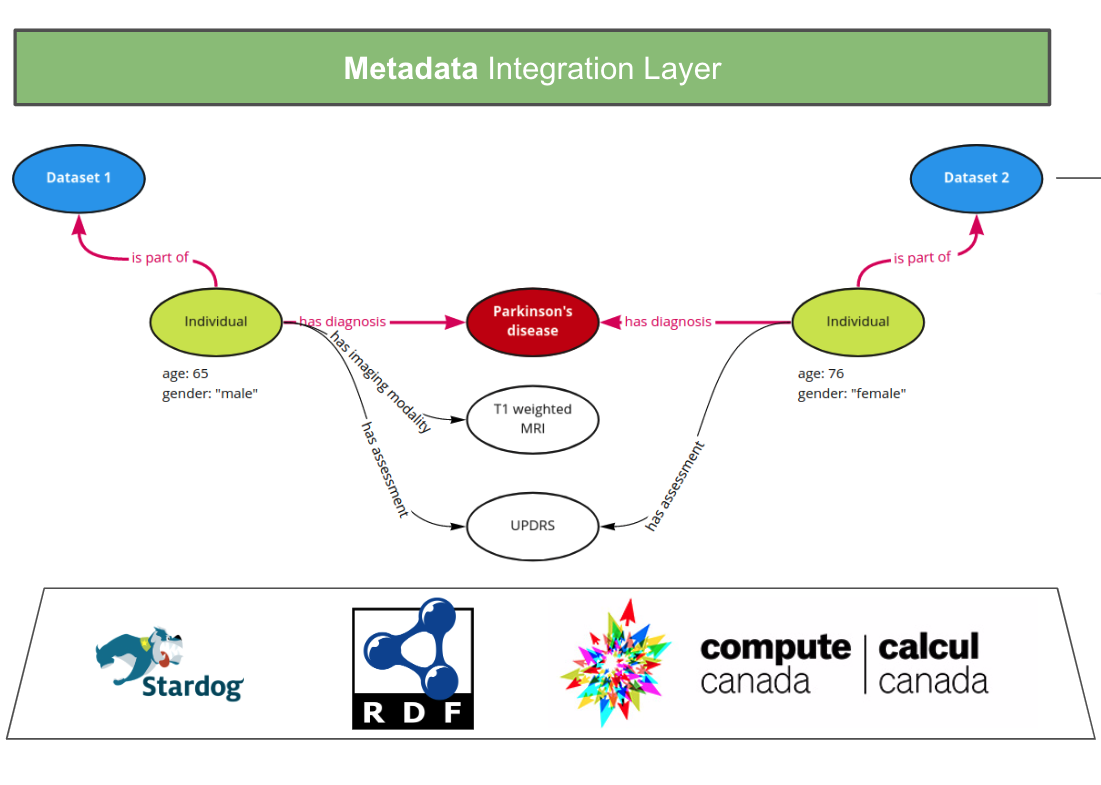 Metadata Integration Layer
Dataset 1
Dataset 2
is part of
is part of
Individual
has diagnosis
Parkinson's
disease
has diagnosis
Individual
age: 65
gender: "male"
age: 76
gender: "female"
has imaging modality
T1 weighted
MRI
has assessment
has assessment
UPDRS
Stardog
RDF
compute
canada
calcul
canada